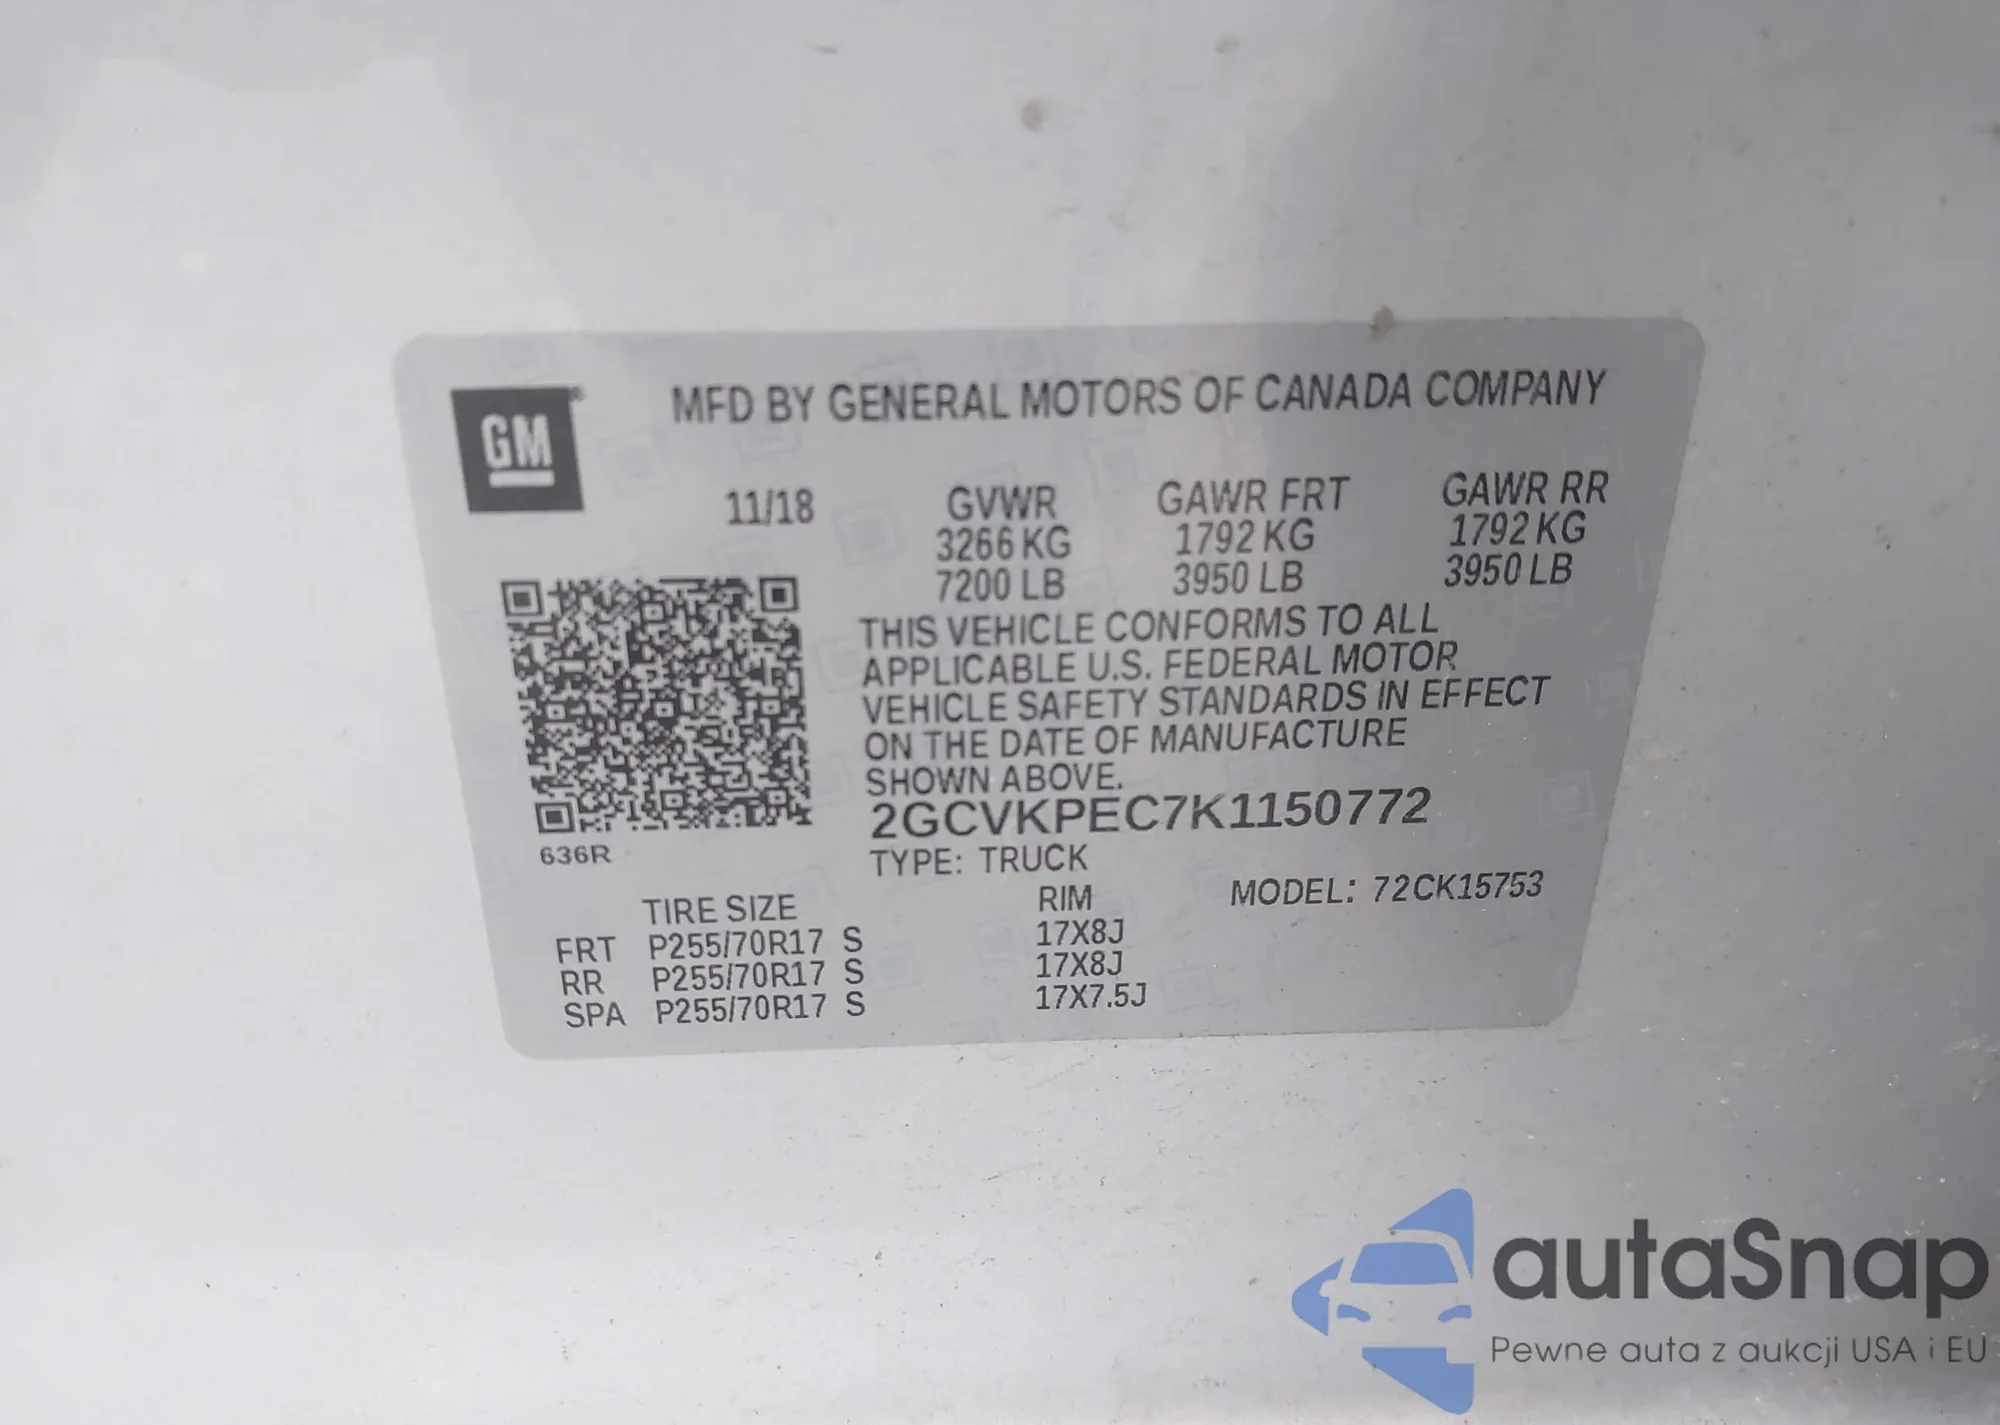 GM
MFD BY GENERAL MOTORS OF CANADA COMPANY
11/18 GVWR GAWR FRT GAWR RR
3266 KG 1792 KG 1792 KG
7200 LB 3950 LB 3950 LB
THIS VEHICLE CONFORMS TO ALL
APPLICABLE U.S. FEDERAL MOTOR
VEHICLE SAFETY STANDARDS IN EFFECT
ON THE DATE OF MANUFACTURE
SHOWN ABOVE.
2GCVKPEC7K1150772
636R
TYPE: TRUCK
TIRE SIZE RIM MODEL: 72CK15753
FRT P255/70R17 S 17X8J
RR P255/70R17 S 17X8J
SPA P255/70R17 S 17X7.5J
autaSnap
Pewne auta z aukcji USA i EU